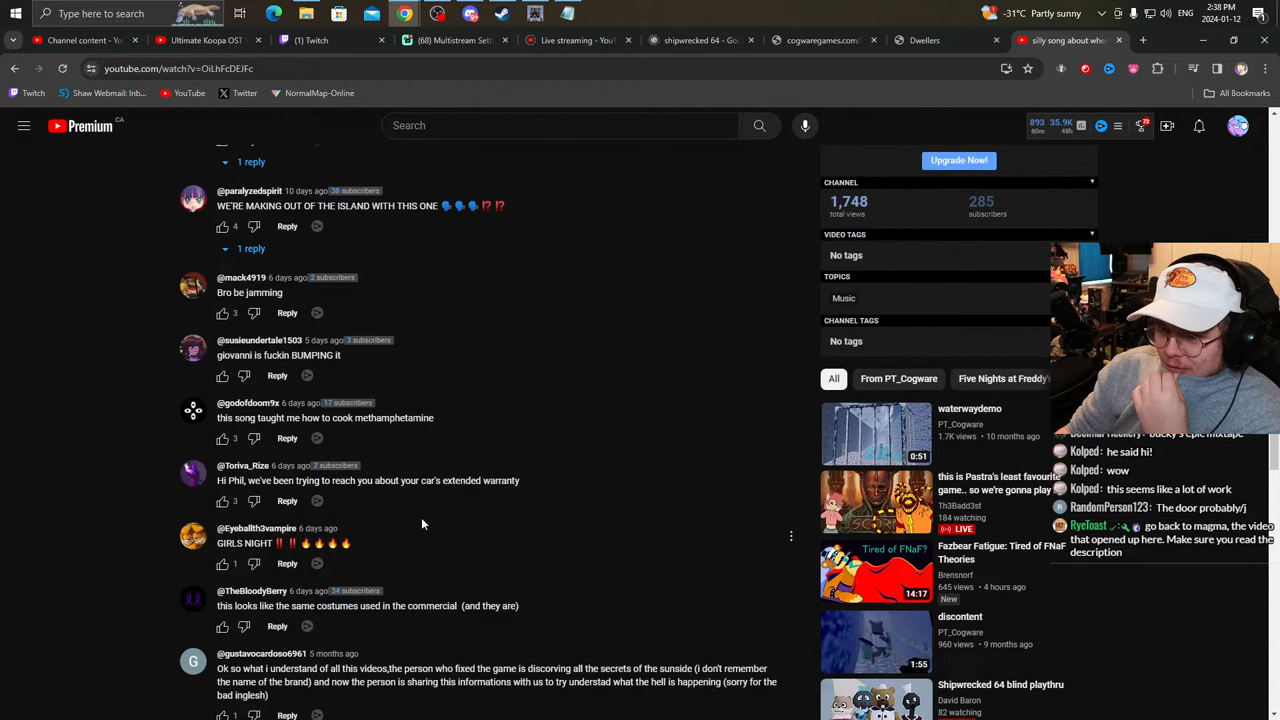 Type here to search
-31°C Partly sunny
ENG
2:38 PM
2024-01-12
Channel content - Yo
Ultimate Koopa OST
(1) Twitch
(68) Multistream Set
Live streaming - You
shipwrecked 64 - Go
cogwaregames.com/
Dwellers
silly song about whe
youtube.com/watch?v=OiLhFcDEJFc
Twitch
Shaw Webmail: Inb...
YouTube
Twitter
NormalMap-Online
All Bookmarks
Premium CA
Search
893 35.9K
60m 48h
72
1 reply
Upgrade Now!
@paralyzedspirit 10 days ago 38 subscribers
WE'RE MAKING OUT OF THE ISLAND WITH THIS ONE 🗣️🗣️🗣️⁉️⁉️
4 Reply
1 reply
@mack4919 6 days ago 2 subscribers
Bro be jamming
3 Reply
@susieundertale1503 5 days ago 3 subscribers
giovanni is fuckin BUMPING it
Reply
@godofdoom9x 6 days ago 17 subscribers
this song taught me how to cook methamphetamine
3 Reply
@Toriva_Rize 6 days ago 2 subscribers
Hi Phil, we've been trying to reach you about your car's extended warranty
3 Reply
@Eyeballth3vampire 6 days ago
GIRLS NIGHT ‼️‼️🔥🔥🔥🔥
1 Reply
@TheBloodyBerry 6 days ago 34 subscribers
this looks like the same costumes used in the commercial (and they are)
Reply
G
@gustavocardoso6961 5 months ago
Ok so what i understand of all this videos,the person who fixed the game is discorving all the secrets of the sunside (i don't remember
the name of the brand) and now the person is sharing this informations with us to try understad what the hell is happening (sorry for the
bad inglesh)
1 Reply
CHANNEL
1,748 285
total views subscribers
VIDEO TAGS
No tags
TOPICS
Music
CHANNEL TAGS
No tags
All
From PT_Cogware
Five Nights at Freddy's
waterwaydemo
PT_Cogware
1.7K views • 10 months ago
0:51
this is Pastra's least favourite
game.. so we're gonna play
Th3Badd3st
184 watching
LIVE
Tired of FNaF?
Fazbear Fatigue: Tired of FNaF
Theories
Brensnorf
645 views • 4 hours ago
New
14:17
discontent
PT_Cogware
960 views • 9 months ago
1:55
Shipwrecked 64 blind playthru
David Baron
82 watching
Kolped: he said hi!
Kolped: wow
Kolped: this seems like a lot of work
RandomPerson123: The door probably/j
RyeToast: go back to magma, the video
that opened up here. Make sure you read the
description